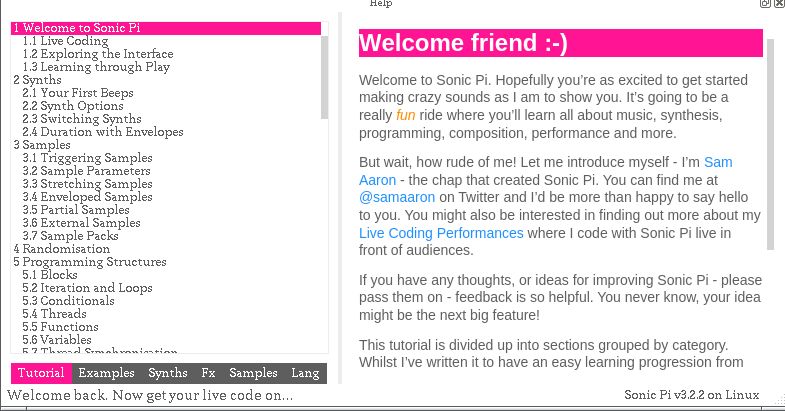 Help
1 Welcome to Sonic Pi
1.1 Live Coding
1.2 Exploring the Interface
1.3 Learning through Play
2 Synths
2.1 Your First Beeps
2.2 Synth Options
2.3 Switching Synths
2.4 Duration with Envelopes
3 Samples
3.1 Triggering Samples
3.2 Sample Parameters
3.3 Stretching Samples
3.4 Enveloped Samples
3.5 Partial Samples
3.6 External Samples
3.7 Sample Packs
4 Randomisation
5 Programming Structures
5.1 Blocks
5.2 Iteration and Loops
5.3 Conditionals
5.4 Threads
5.5 Functions
5.6 Variables
5.7 Thread Synchronisation
Tutorial Examples Synths Fx Samples Lang
Welcome friend :-)
Welcome to Sonic Pi. Hopefully you’re as excited to get started
making crazy sounds as I am to show you. It’s going to be a
really fun ride where you’ll learn all about music, synthesis,
programming, composition, performance and more.
But wait, how rude of me! Let me introduce myself - I’m Sam
Aaron - the chap that created Sonic Pi. You can find me at
@samaaron on Twitter and I’d be more than happy to say hello
to you. You might also be interested in finding out more about my
Live Coding Performances where I code with Sonic Pi live in
front of audiences.
If you have any thoughts, or ideas for improving Sonic Pi - please
pass them on - feedback is so helpful. You never know, your idea
might be the next big feature!
This tutorial is divided up into sections grouped by category.
Whilst I’ve written it to have an easy learning progression from
Welcome back. Now get your live code on...
Sonic Pi v3.2.2 on Linux